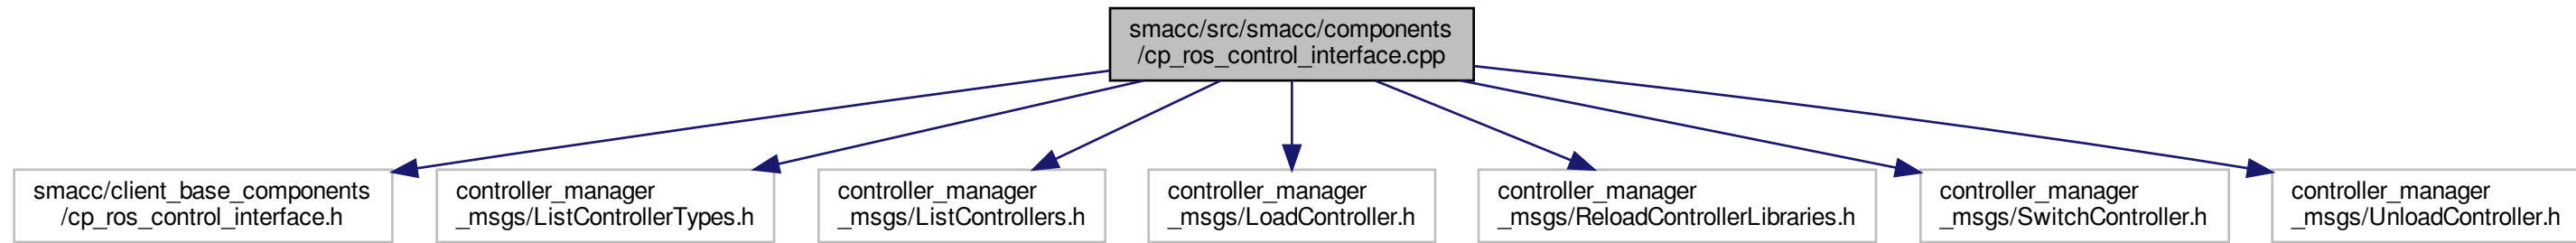 smacc/src/smacc/components
/cp_ros_control_interface.cpp
smacc/client_base_components
/cp_ros_control_interface.h
controller_manager
_msgs/ListControllerTypes.h
controller_manager
_msgs/ListControllers.h
controller_manager
_msgs/LoadController.h
controller_manager
_msgs/ReloadControllerLibraries.h
controller_manager
_msgs/SwitchController.h
controller_manager
_msgs/UnloadController.h